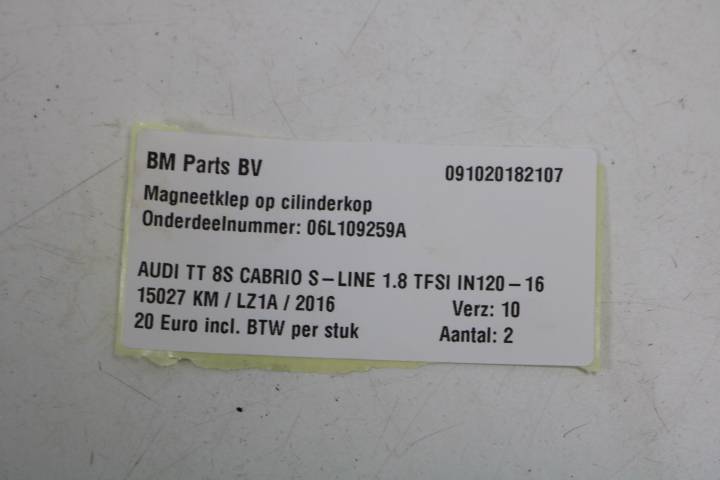 BM Parts BV 091020182107
Magneetklep op cilinderkop
Onderdeelnummer: 06L109259A
AUDI TT 8S CABRIO S-LINE 1.8 TFSI IN120-16
15027 KM / LZ1A / 2016 Verz: 10
20 Euro incl. BTW per stuk Aantal: 2